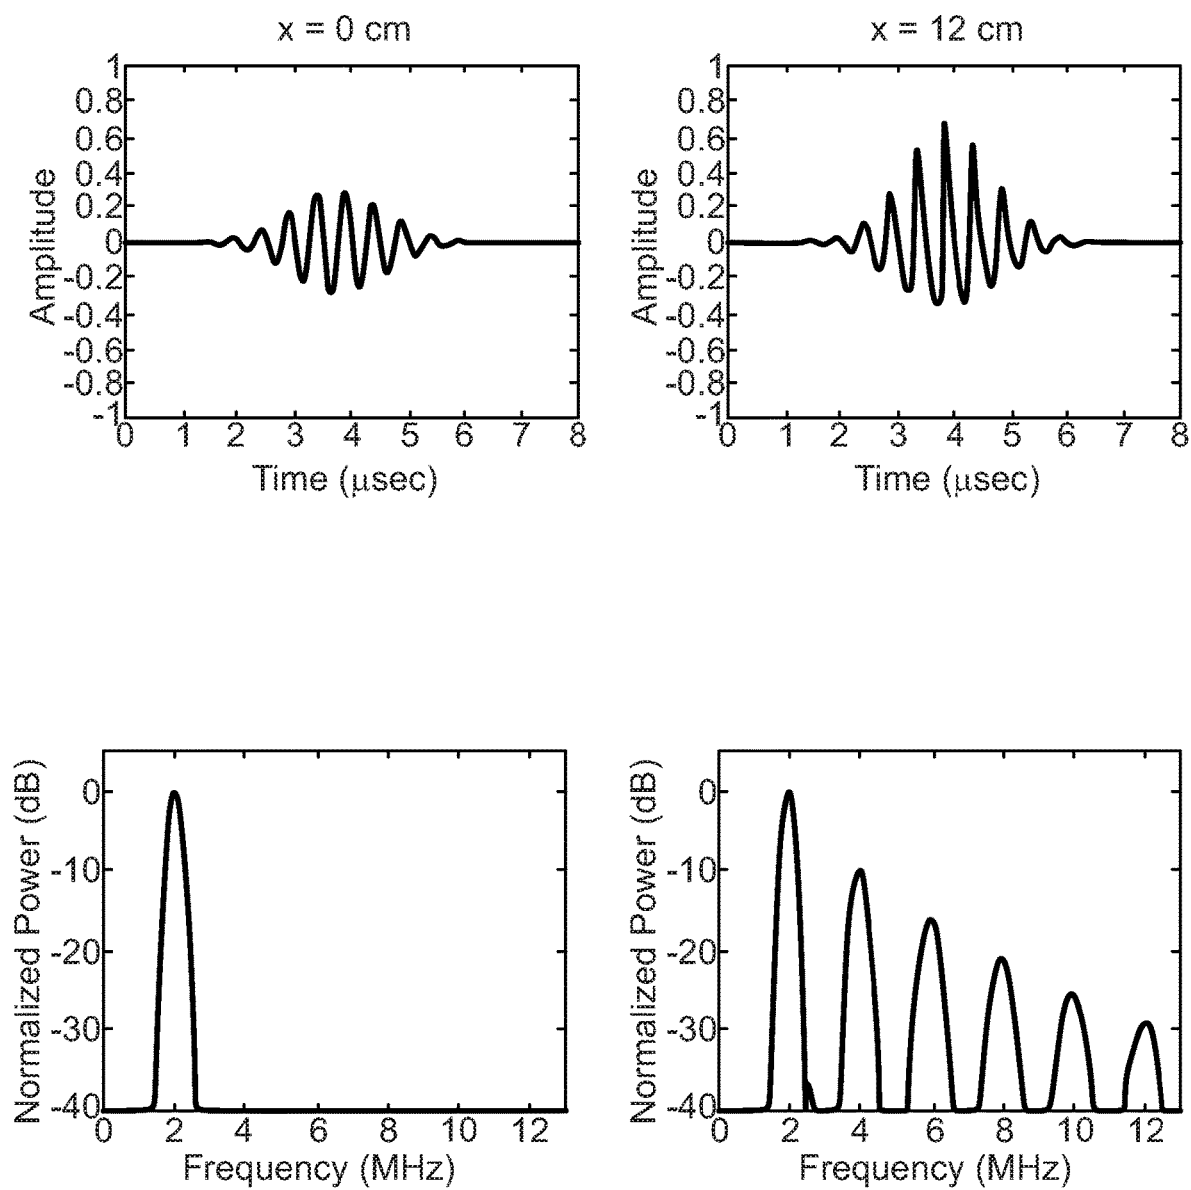 x = 0 cm
1
0.8
0.6
0.4
0.2
0
-0.2
-0.4
-0.6
-0.8
-1
Amplitude
0 1 2 3 4 5 6 7 8
Time (μsec)
x = 12 cm
1
0.8
0.6
0.4
0.2
0
-0.2
-0.4
-0.6
-0.8
-1
Amplitude
0 1 2 3 4 5 6 7 8
Time (μsec)
0
-10
-20
-30
-40
Normalized Power (dB)
0 2 4 6 8 10 12
Frequency (MHz)
0
-10
-20
-30
-40
Normalized Power (dB)
0 2 4 6 8 10 12
Frequency (MHz)